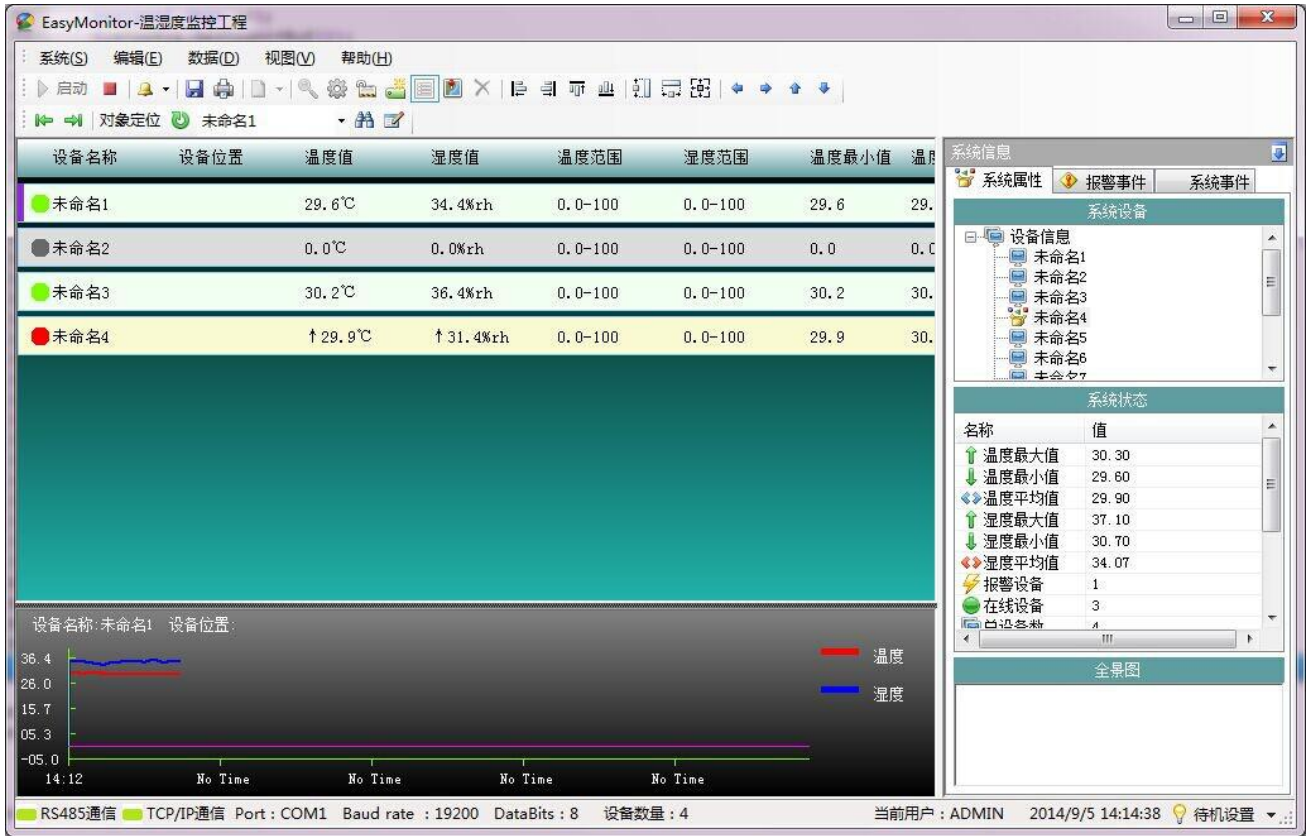 EasyMonitor-温湿度监控工程
系统(S) 编辑(E) 数据(D) 视图(V) 帮助(H)
启动
对象定位 未命名1
设备名称 设备位置 温度值 湿度值 温度范围 湿度范围 温度最小值
未命名1 29.6℃ 34.4%rh 0.0-100 0.0-100 29.6 29.
未命名2 0.0℃ 0.0%rh 0.0-100 0.0-100 0.0
未命名3 30.2℃ 36.4%rh 0.0-100 0.0-100 30.2 30.
未命名4 ↑29.9℃ ↑31.4%rh 0.0-100 0.0-100 29.9 30.
设备名称:未命名1 设备位置:
温度
湿度
36.4
26.0
15.7
05.3
-05.0
14:12 No Time No Time No Time No Time
系统信息
系统属性 报警事件 系统事件
系统设备
设备信息
未命名1
未命名2
未命名3
未命名4
未命名5
未命名6
未命名7
系统状态
名称 值
温度最大值 30.30
温度最小值 29.60
温度平均值 29.90
湿度最大值 37.10
湿度最小值 30.70
湿度平均值 34.07
报警设备 1
在线设备 3
总设备数 4
全景图
RS485通信 TCP/IP通信 Port：COM1 Baud rate ：19200 DataBits：8 设备数量：4 当前用户：ADMIN 2014/9/5 14:14:38 待机设置